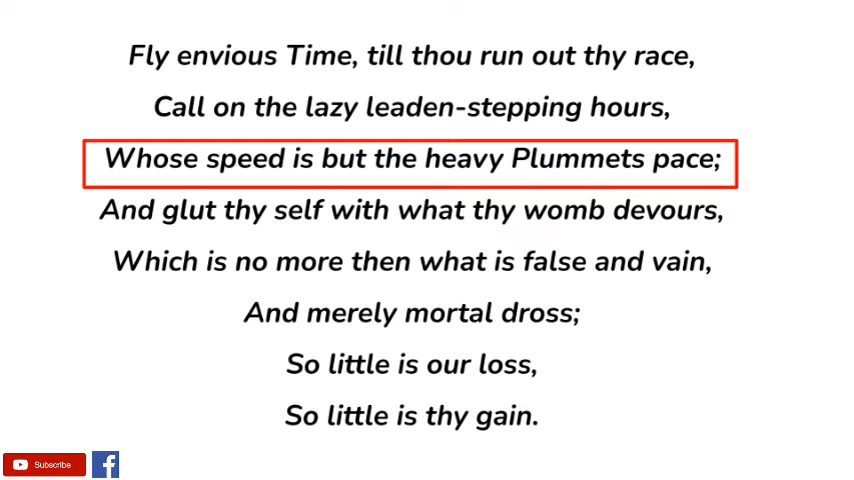 Fly envious Time, till thou run out thy race,
Call on the lazy leaden-stepping hours,
Whose speed is but the heavy Plummets pace;
And glut thy self with what thy womb devours,
Which is no more then what is false and vain,
And merely mortal dross;
So little is our loss,
So little is thy gain.
Subscribe